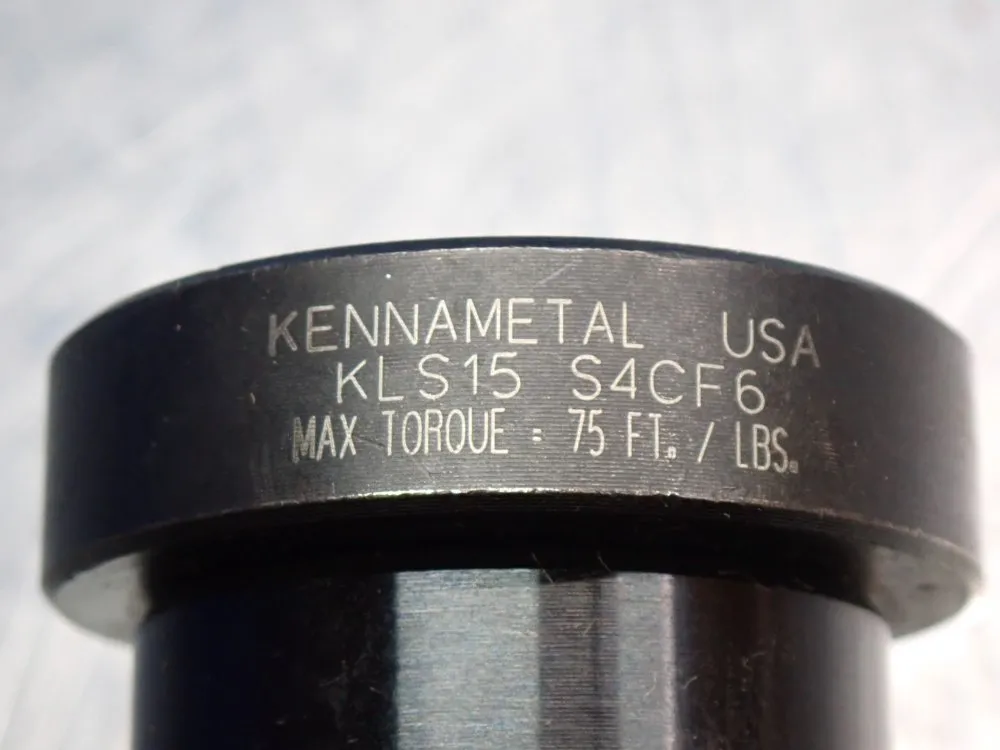 KENNAMETAL USA
KLS15 S4CF6
MAX TORQUE = 75 FT. / LBS.